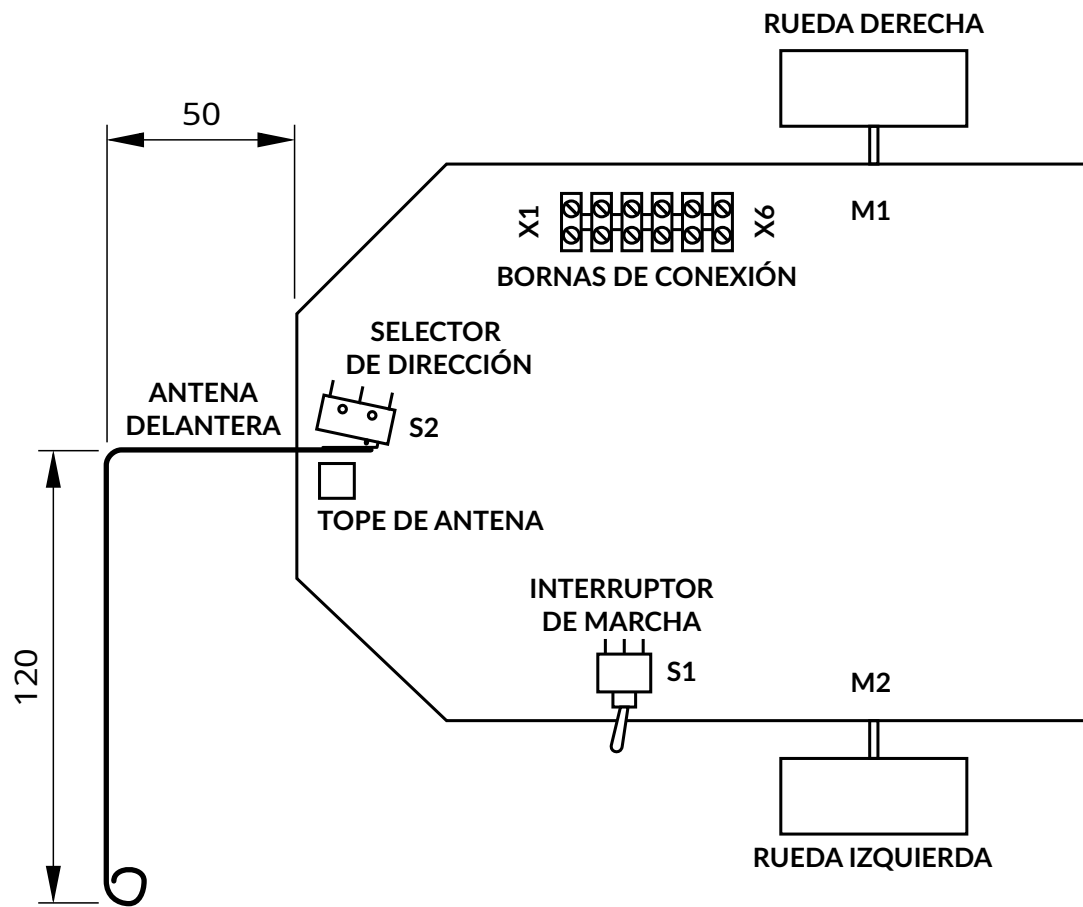 RUEDA DERECHA
50
M1
X1
X6
BORNAS DE CONEXIÓN
SELECTOR
DE DIRECCIÓN
ANTENA
DELANTERA
S2
TOPE DE ANTENA
INTERRUPTOR
DE MARCHA
S1
120
M2
RUEDA IZQUIERDA